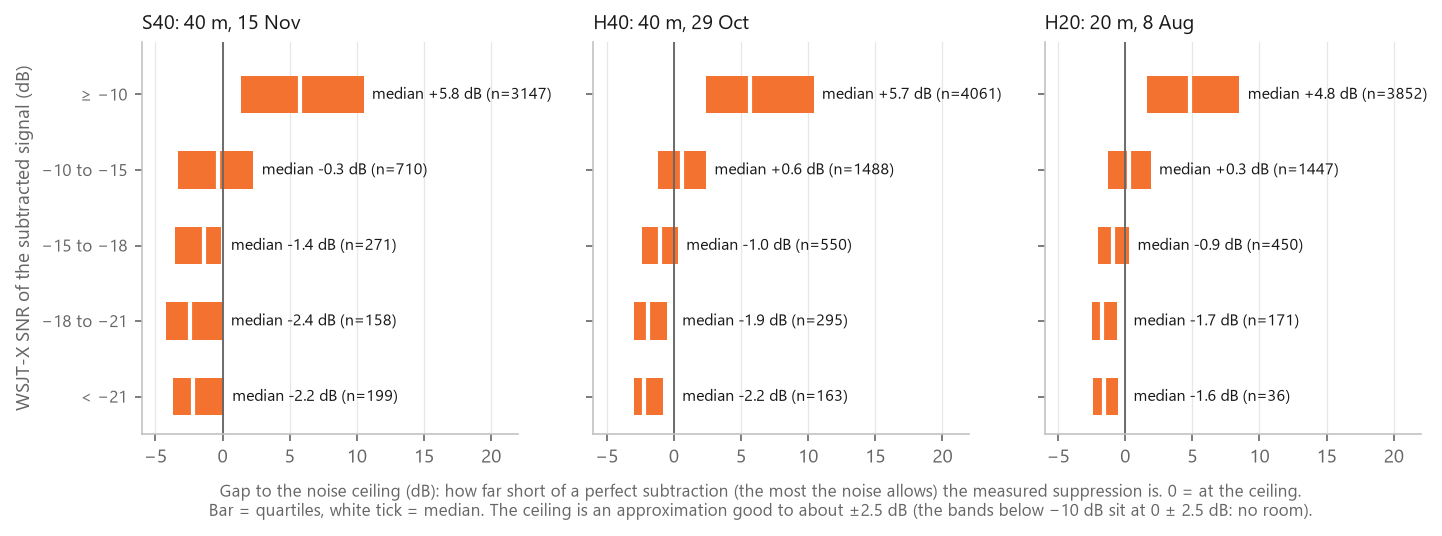 S40: 40 m, 15 Nov
H40: 40 m, 29 Oct
H20: 20 m, 8 Aug
WSJT-X SNR of the subtracted signal (dB)
≥ −10
−10 to −15
−15 to −18
−18 to −21
< −21
median +5.8 dB (n=3147)
median -0.3 dB (n=710)
median -1.4 dB (n=271)
median -2.4 dB (n=158)
median -2.2 dB (n=199)
−5 0 5 10 15 20
median +5.7 dB (n=4061)
median +0.6 dB (n=1488)
median -1.0 dB (n=550)
median -1.9 dB (n=295)
median -2.2 dB (n=163)
−5 0 5 10 15 20
median +4.8 dB (n=3852)
median +0.3 dB (n=1447)
median -0.9 dB (n=450)
median -1.7 dB (n=171)
median -1.6 dB (n=36)
−5 0 5 10 15 20
Gap to the noise ceiling (dB): how far short of a perfect subtraction (the most the noise allows) the measured suppression is. 0 = at the ceiling.
Bar = quartiles, white tick = median. The ceiling is an approximation good to about ±2.5 dB (the bands below −10 dB sit at 0 ± 2.5 dB: no room).